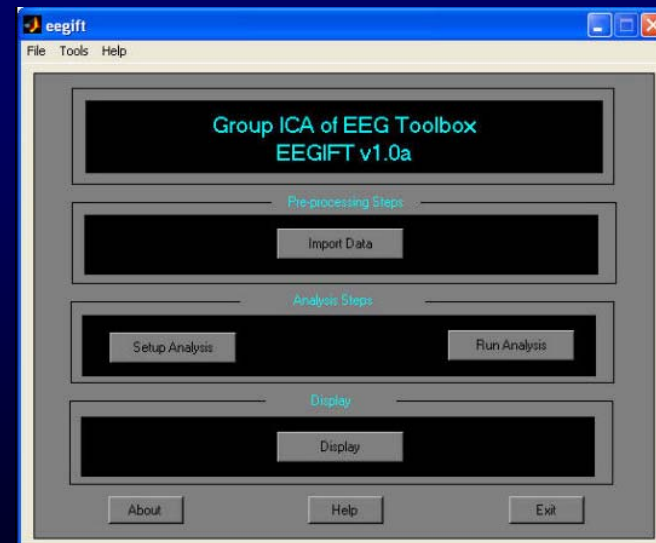 eegift
File Tools Help
Group ICA of EEG Toolbox
EEGIFT v1.0a
Pre-processing Steps
Import Data
Analysis Steps
Setup Analysis
Run Analysis
Display
Display
About
Help
Exit